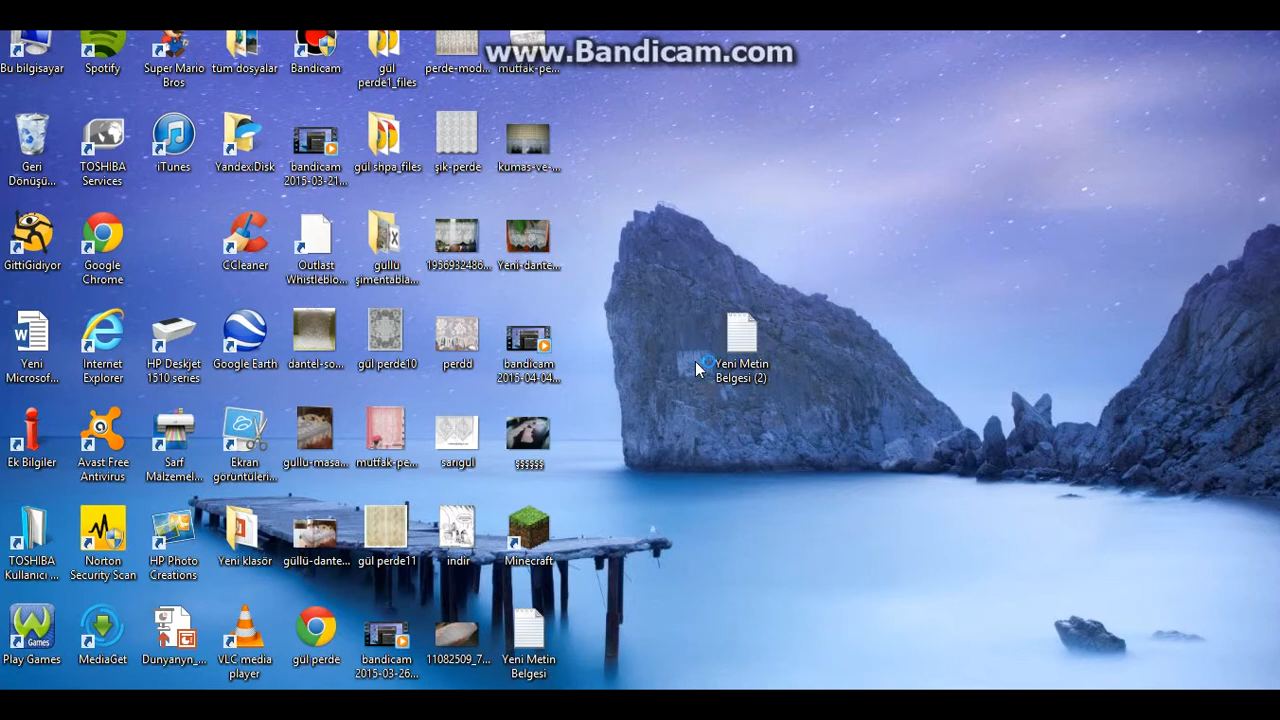 www.Bandicam.com
Bu bilgisayar
Spotify
Super Mario
Bros
tüm dosyalar
Bandicam
gül
perde1_files
perde-mod...
mutfak-pe...
Geri
Dönüşü...
TOSHIBA
Services
iTunes
Yandex.Disk
bandicam
2015-03-21...
gül shpa_files
şık-perde
kumas-ve-...
GittiGidiyor
Google
Chrome
CCleaner
Outlast
Whistleblo...
güllü
şimentabla...
1956932486...
Yeni-dante...
Yeni
Microsof...
Internet
Explorer
HP Deskjet
1510 series
Google Earth
dantel-so...
gül perde10
perdd
bandicam
2015-04-04...
Yeni Metin
Belgesi (2)
Ek Bilgiler
Avast Free
Antivirus
Sarf
Malzemel...
Ekran
görüntüleri...
gullu-masa...
mutfak-pe...
sarıgul
şşşşşş
TOSHIBA
Kullanıcı ...
Norton
Security Scan
HP Photo
Creations
Yeni klasör
güllü-dante...
gül perde11
indir
Minecraft
Play Games
MediaGet
Dunyanyn_...
VLC media
player
gül perde
bandicam
2015-03-26...
11082509_7...
Yeni Metin
Belgesi